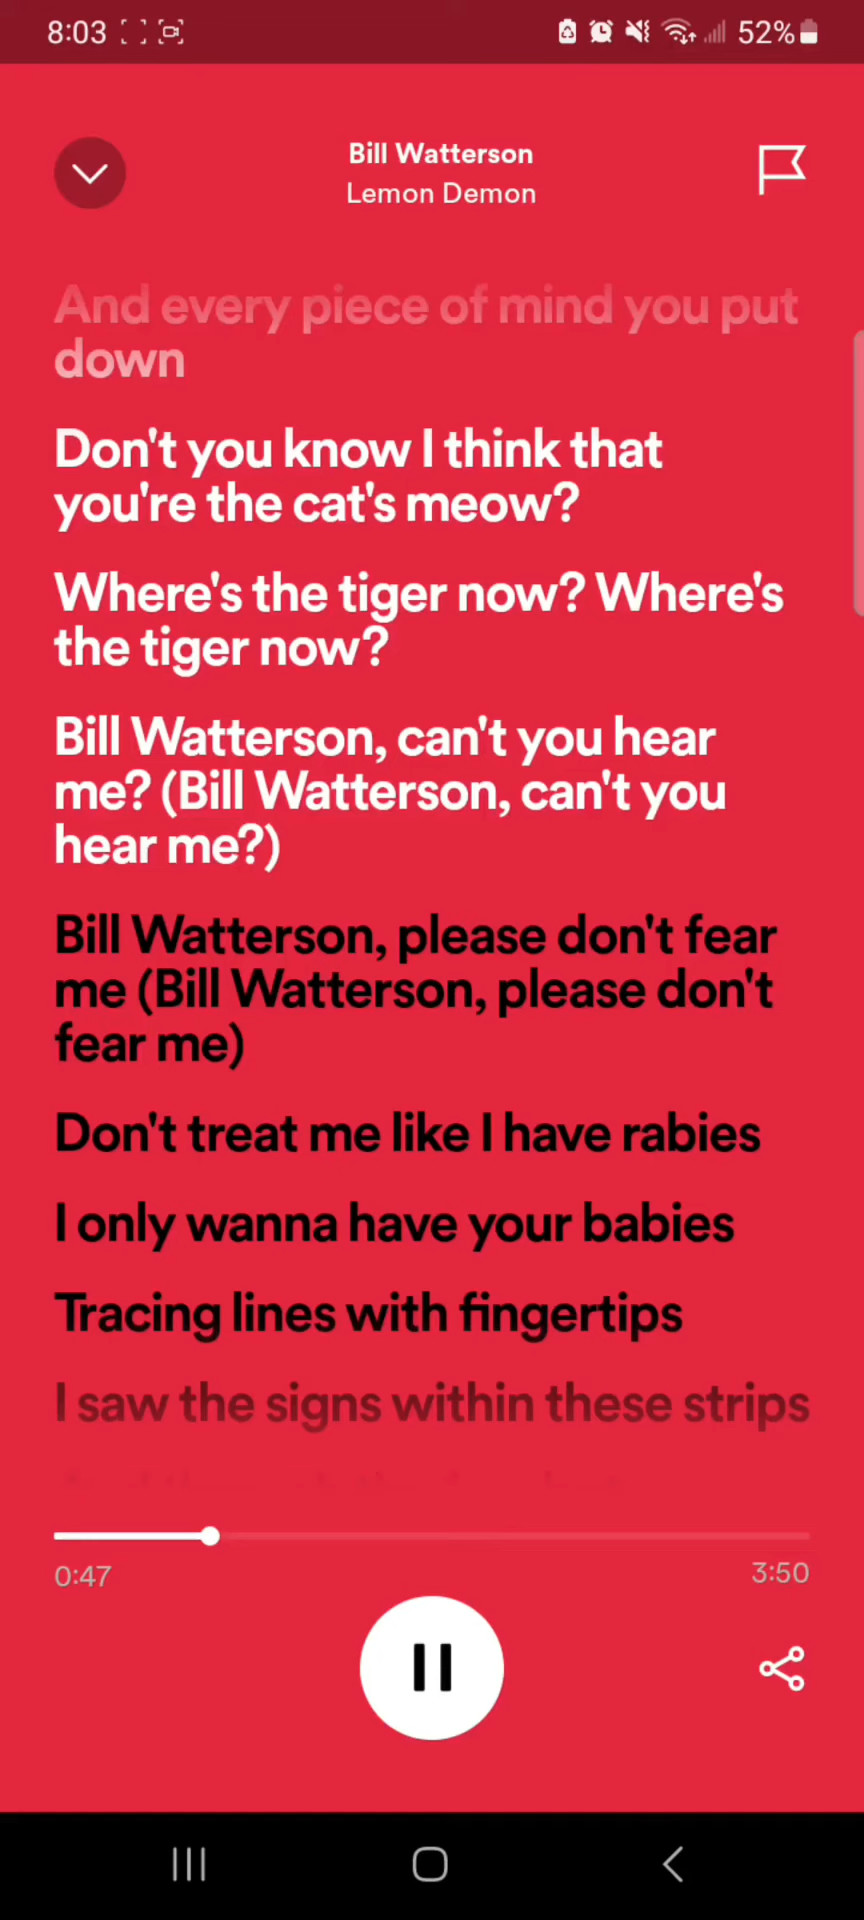 8:03
52%
Bill Watterson
Lemon Demon
And every piece of mind you put
down
Don't you know I think that
you're the cat's meow?
Where's the tiger now? Where's
the tiger now?
Bill Watterson, can't you hear
me? (Bill Watterson, can't you
hear me?)
Bill Watterson, please don't fear
me (Bill Watterson, please don't
fear me)
Don't treat me like I have rabies
I only wanna have your babies
Tracing lines with fingertips
I saw the signs within these strips
0:47
3:50